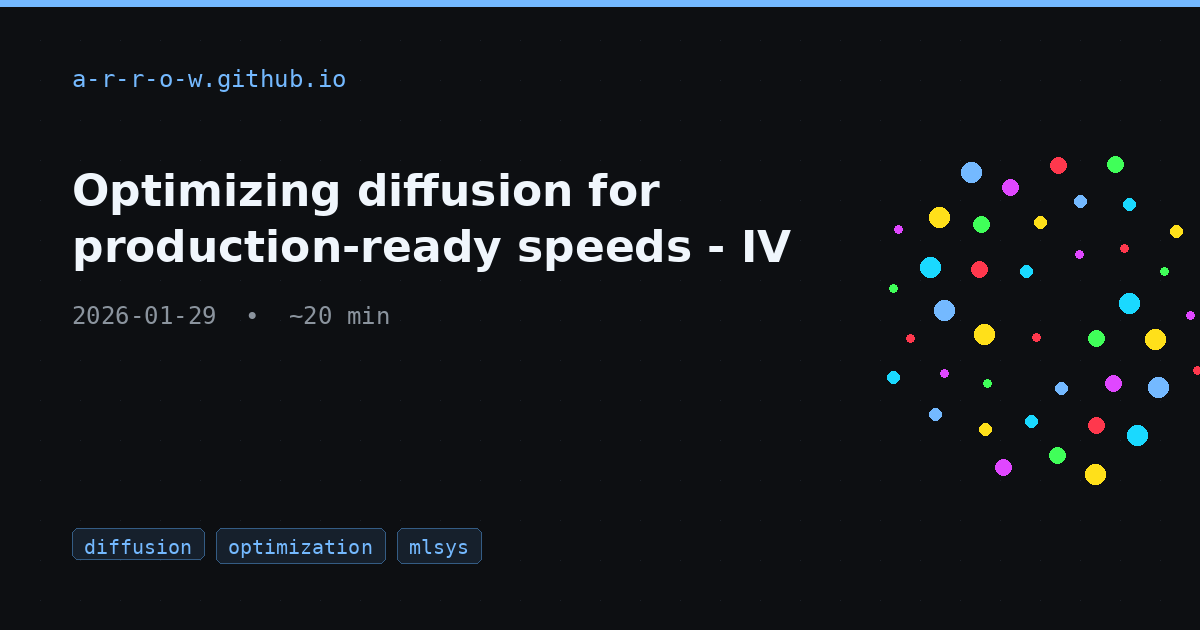 a-r-r-o-w.github.io
Optimizing diffusion for
production-ready speeds - IV
2026-01-29 • ~20 min
diffusion optimization mlsys